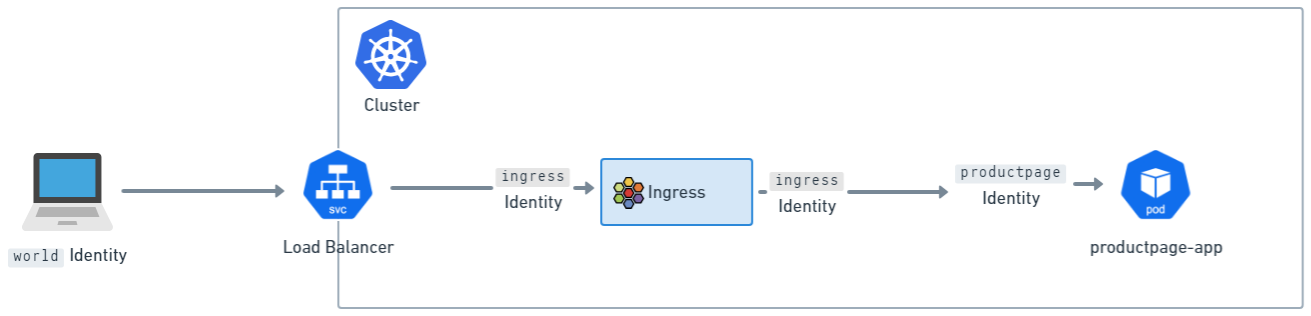 Cluster
svc
Load Balancer
world Identity
ingress
Identity
Ingress
ingress
Identity
productpage
Identity
pod
productpage-app